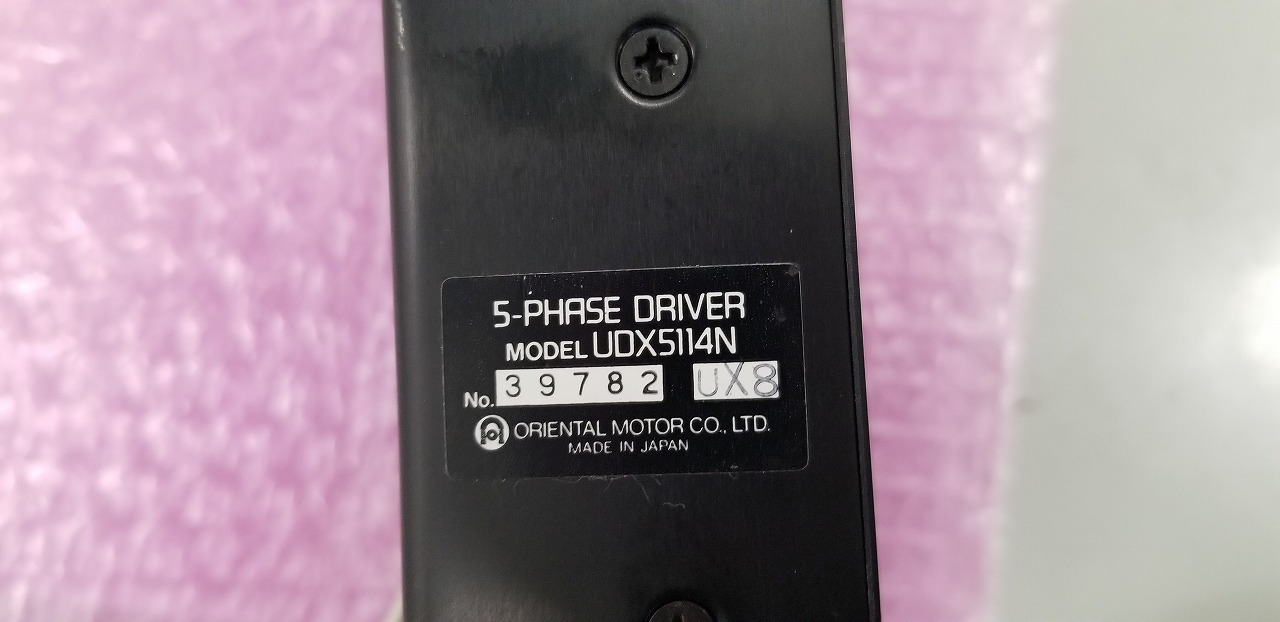 5-PHASE DRIVER
MODEL UDX5114N
No. 39782 UX8
ORIENTAL MOTOR CO., LTD.
MADE IN JAPAN